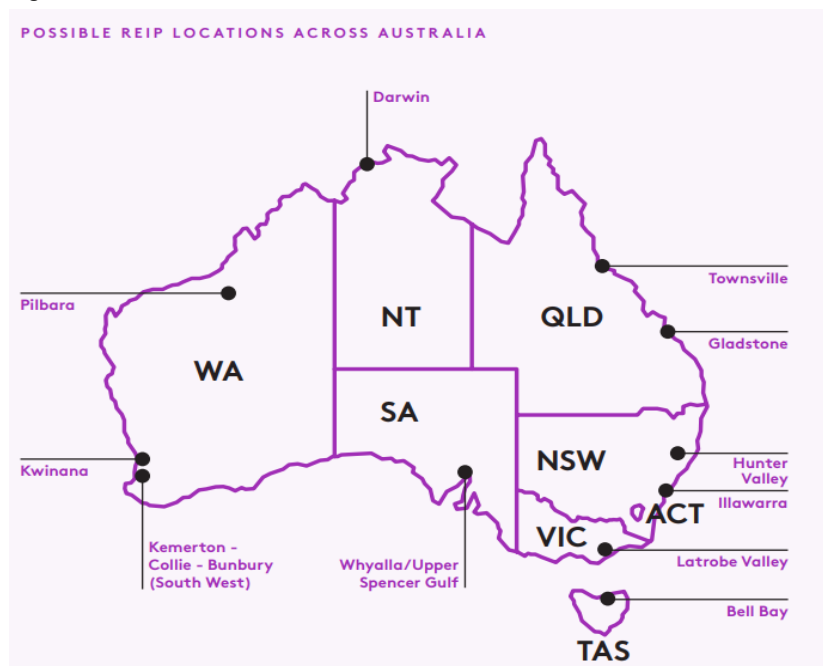 POSSIBLE REIP LOCATIONS ACROSS AUSTRALIA
Darwin
Townsville
Pilbara
NT
QLD
Gladstone
WA
SA
NSW
Kwinana
Hunter
Valley
Illawarra
ACT
VIC
Kemerton -
Collie - Bunbury
(South West)
Whyalla/Upper
Spencer Gulf
Latrobe Valley
Bell Bay
TAS